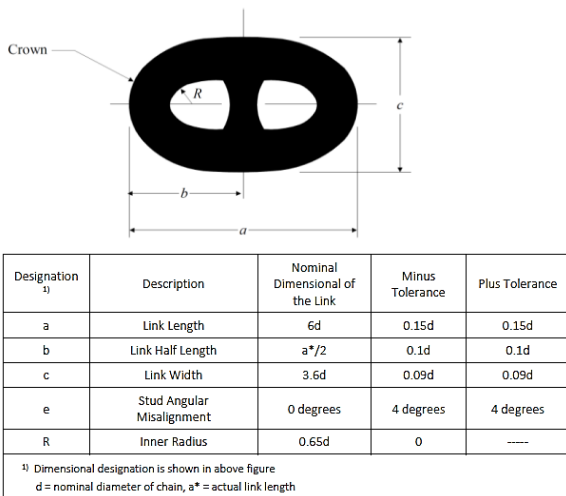 Crown
R
c
b
a
Designation 1) Description Nominal Dimensional of the Link Minus Tolerance Plus Tolerance
a Link Length 6d 0.15d 0.15d
b Link Half Length a*/2 0.1d 0.1d
c Link Width 3.6d 0.09d 0.09d
e Stud Angular Misalignment 0 degrees 4 degrees 4 degrees
R Inner Radius 0.65d 0 -----
1) Dimensional designation is shown in above figure
d = nominal diameter of chain, a* = actual link length